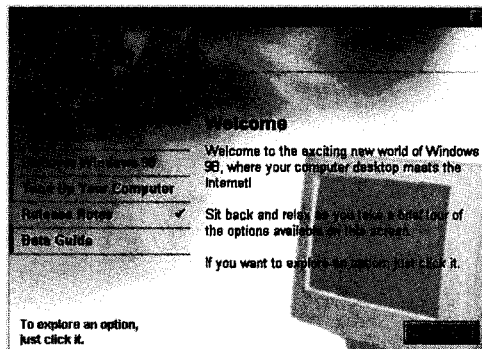 Welcome
Welcome to the exciting new world of Windows
98, where your computer desktop meets the
Internet!
Sit back and relax as you take a brief tour of
the options available on this screen.
If you want to explore an option, just click it.
Windows 98
Tune Up Your Computer
Release Notes ✔
Beta Guide
To explore an option,
just click it.